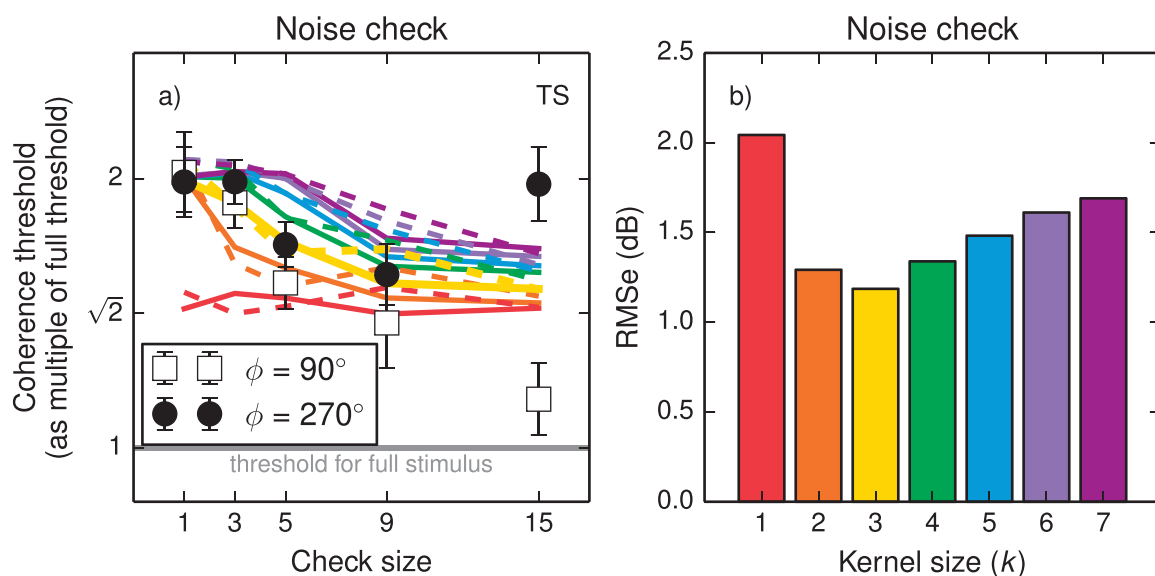 Noise check
a)
TS
Coherence threshold
(as multiple of full threshold)
2
√2
1
ϕ = 90°
ϕ = 270°
threshold for full stimulus
1 3 5 9 15
Check size
Noise check
b)
RMSe (dB)
2.5
2.0
1.5
1.0
0.5
0.0
1 2 3 4 5 6 7
Kernel size (k)